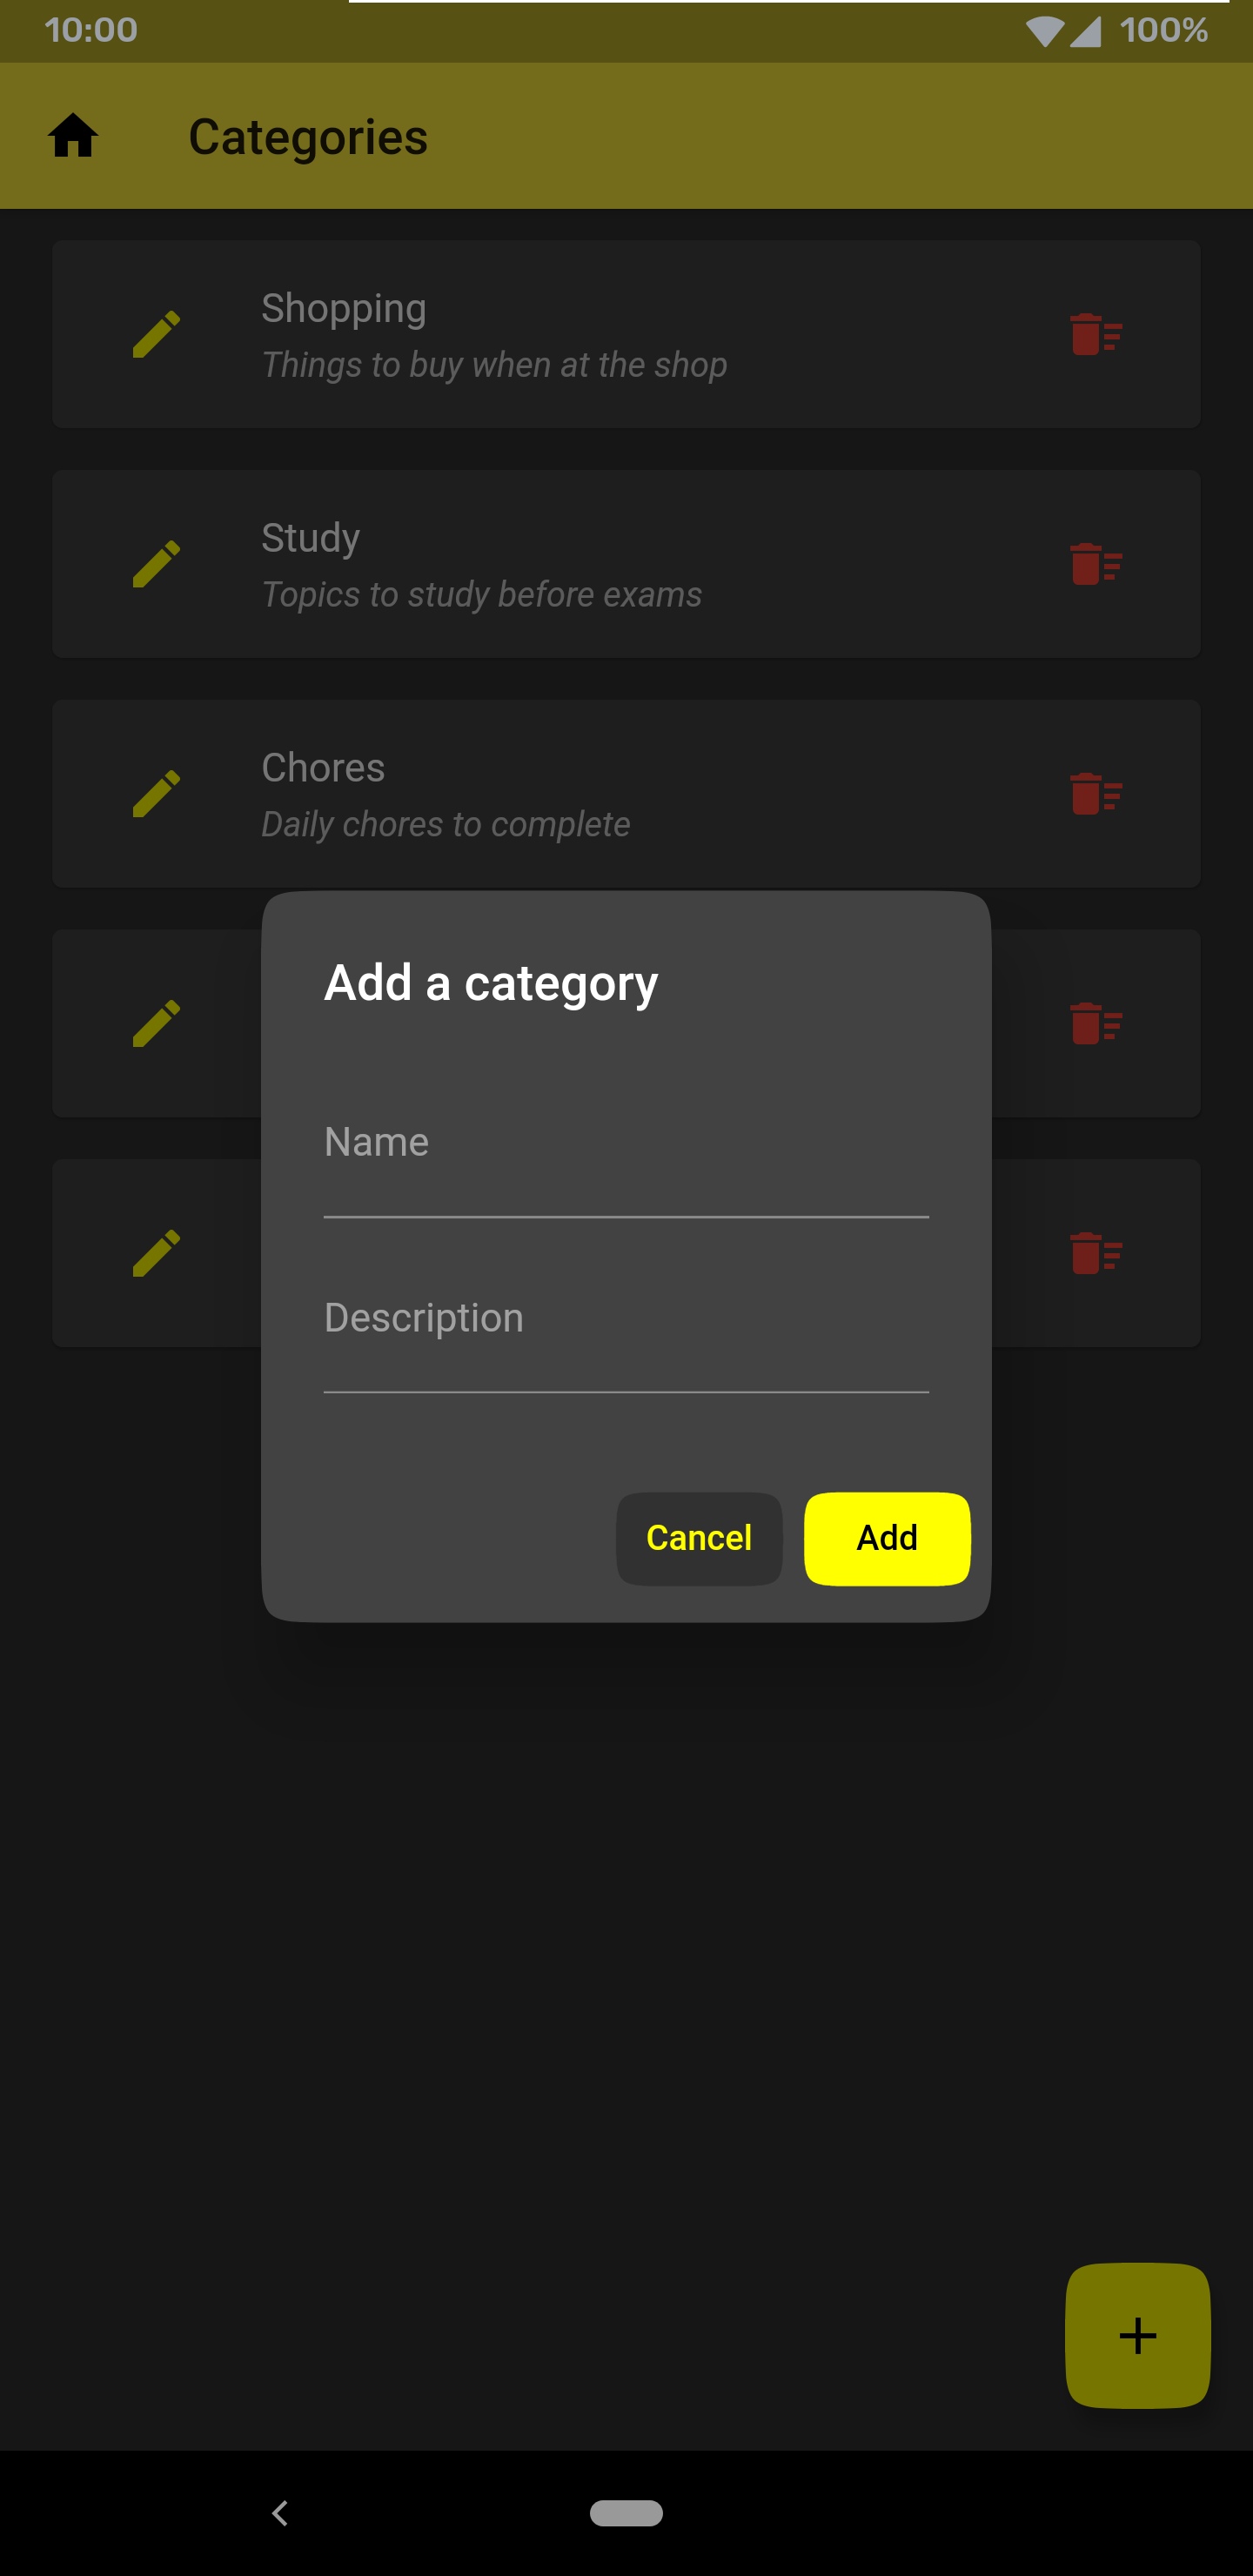 10:00
100%
Categories
Shopping
Things to buy when at the shop
Study
Topics to study before exams
Chores
Daily chores to complete
Add a category
Name
Description
Cancel
Add